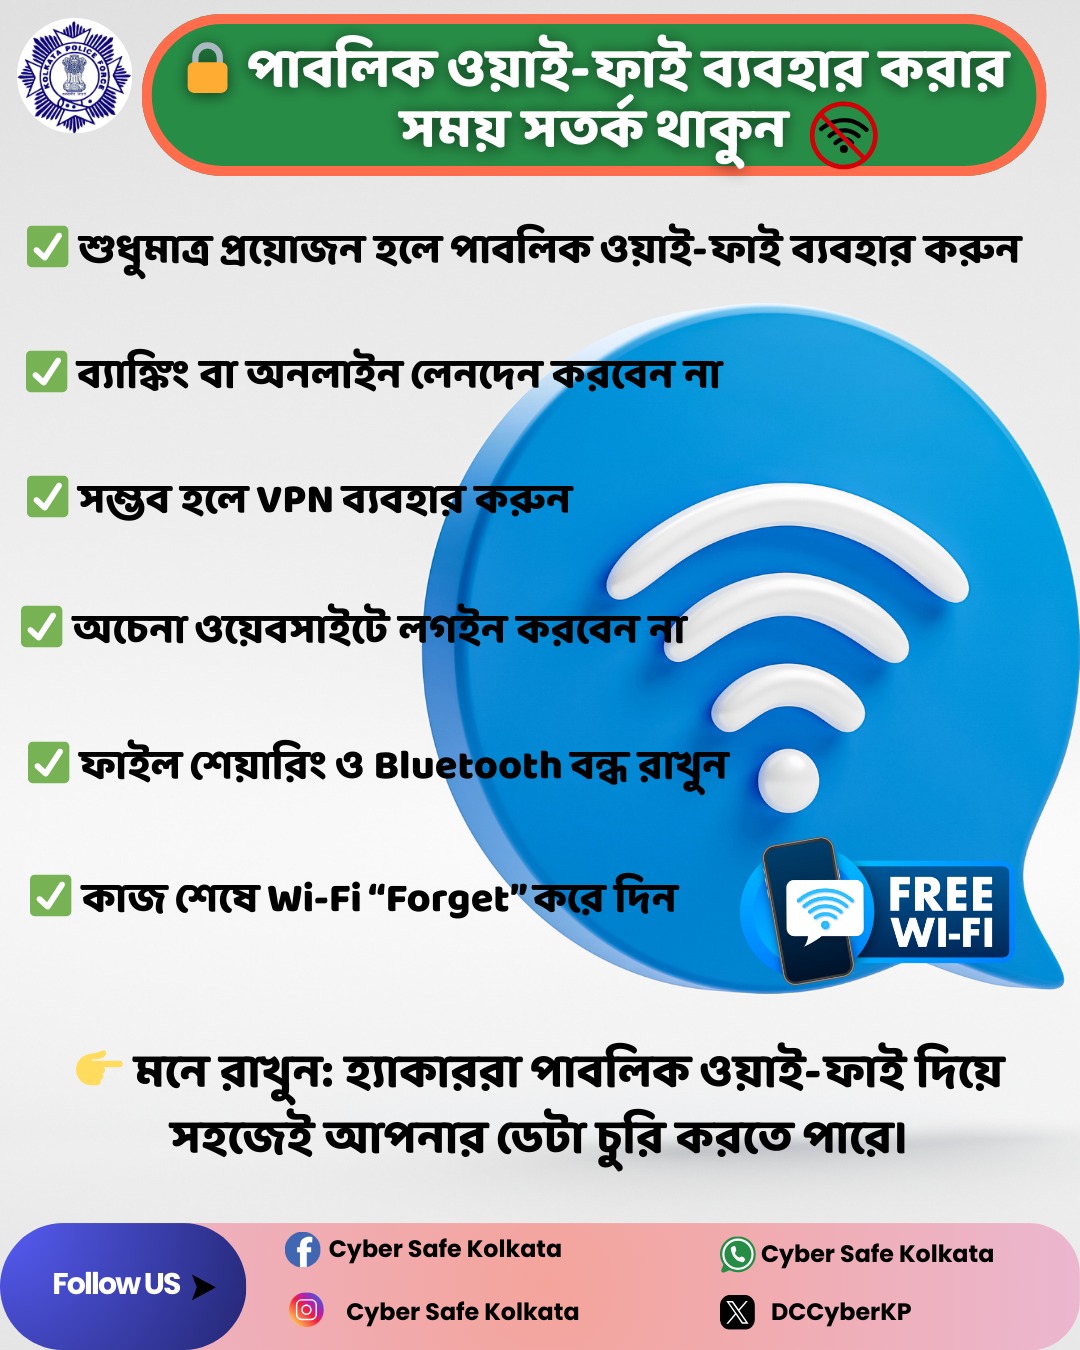 KOLKATA POLICE FORCE
🔒 পাবলিক ওয়াই-ফাই ব্যবহার করার
সময় সতর্ক থাকুন
✅ শুধুমাত্র প্রয়োজন হলে পাবলিক ওয়াই-ফাই ব্যবহার করুন
✅ ব্যাঙ্কিং বা অনলাইন লেনদেন করবেন না
✅ সম্ভব হলে VPN ব্যবহার করুন
✅ অচেনা ওয়েবসাইটে লগইন করবেন না
✅ ফাইল শেয়ারিং ও Bluetooth বন্ধ রাখুন
✅ কাজ শেষে Wi-Fi “Forget” করে দিন
FREE
WI-FI
👉 মনে রাখুন: হ্যাকাররা পাবলিক ওয়াই-ফাই দিয়ে
সহজেই আপনার ডেটা চুরি করতে পারে।
Follow US
Cyber Safe Kolkata
Cyber Safe Kolkata
Cyber Safe Kolkata
DCCyberKP